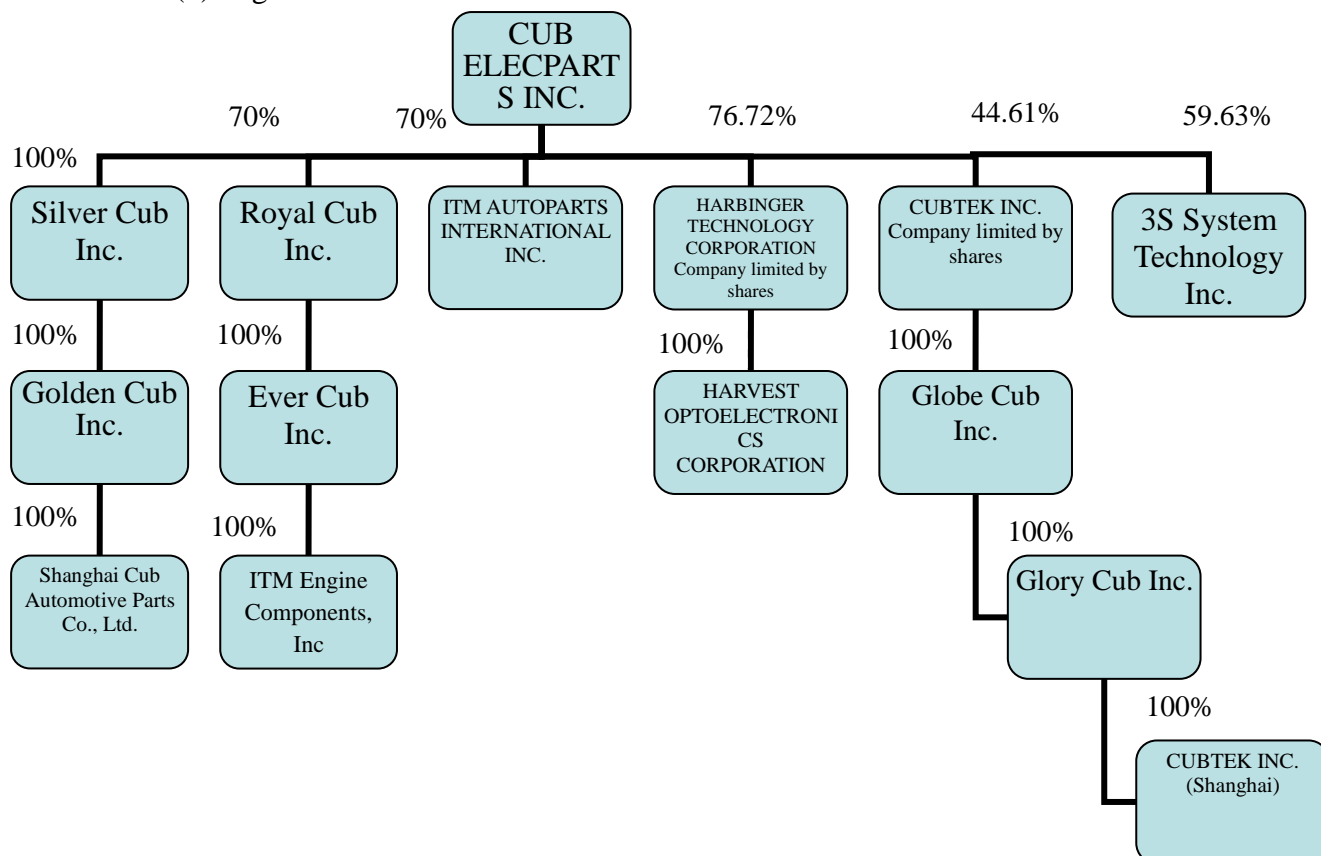 CUB
ELECPART
S INC.
70%
70%
76.72%
44.61%
59.63%
100%
Silver Cub
Inc.
Royal Cub
Inc.
ITM AUTOPARTS
INTERNATIONAL
INC.
HARBINGER
TECHNOLOGY
CORPORATION
Company limited by
shares
CUBTEK INC.
Company limited by
shares
3S System
Technology
Inc.
100%
100%
100%
100%
Golden Cub
Inc.
Ever Cub
Inc.
HARVEST
OPTOELECTRONI
CS
CORPORATION
Globe Cub
Inc.
100%
100%
100%
Shanghai Cub
Automotive Parts
Co., Ltd.
ITM Engine
Components,
Inc
Glory Cub Inc.
100%
CUBTEK INC.
(Shanghai)